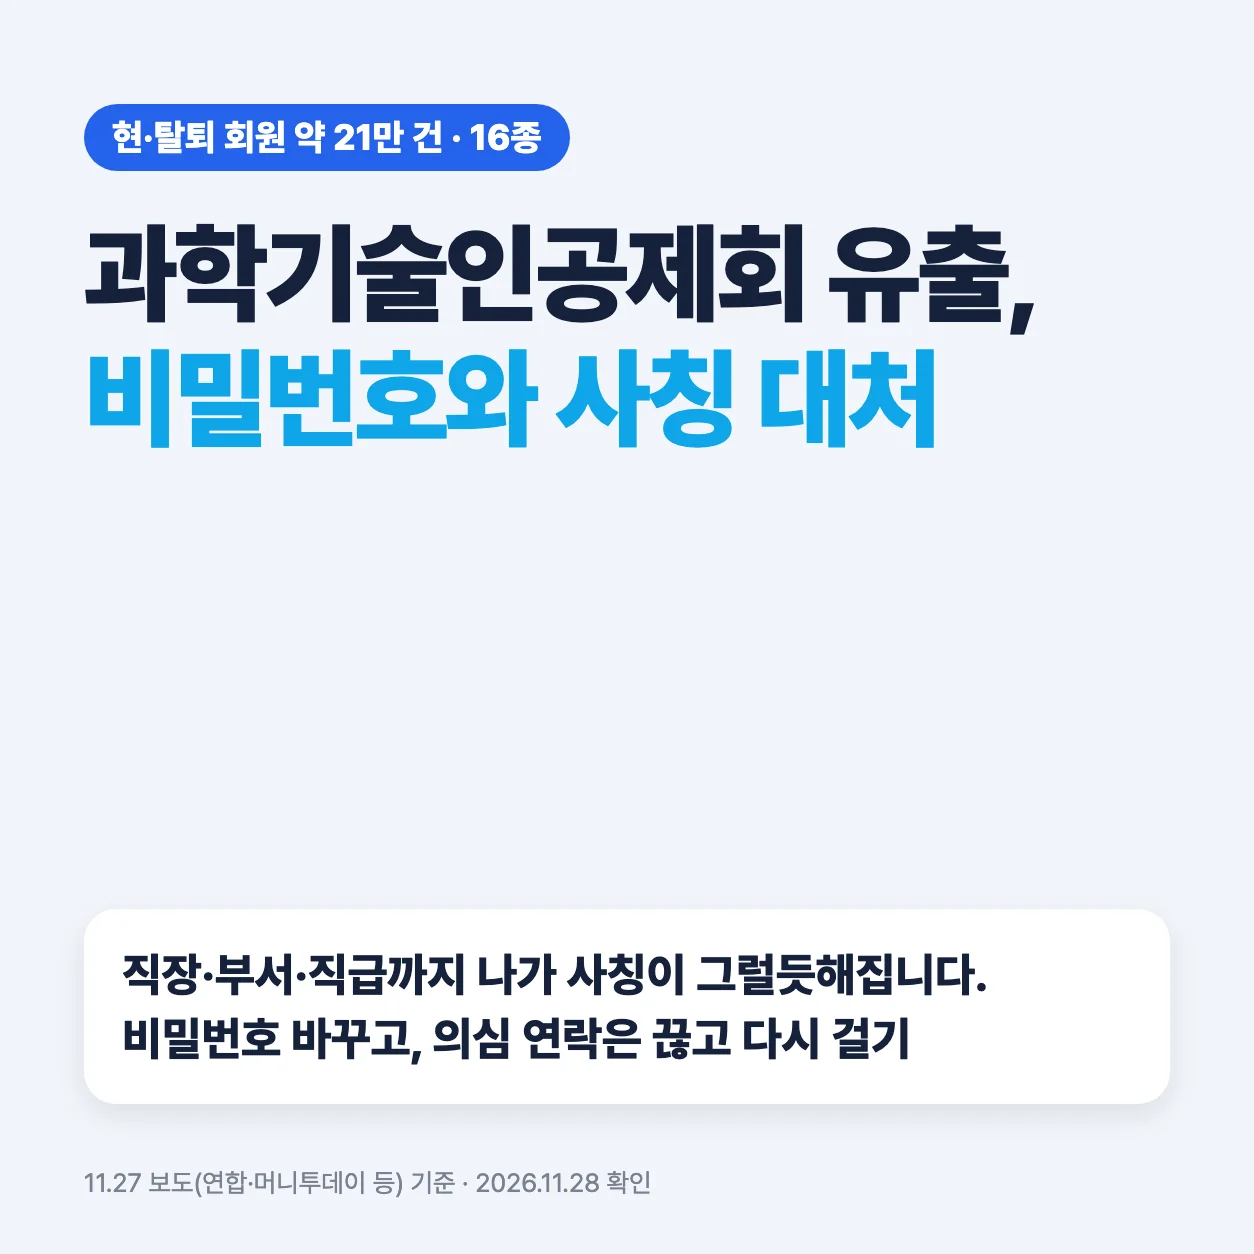 현·탈퇴 회원 약 21만 건 · 16종
과학기술인공제회 유출,
비밀번호와 사칭 대처
직장·부서·직급까지 나가 사칭이 그럴듯해집니다.
비밀번호 바꾸고, 의심 연락은 끊고 다시 걸기
11.27 보도(연합·머니투데이 등) 기준 · 2026.11.28 확인